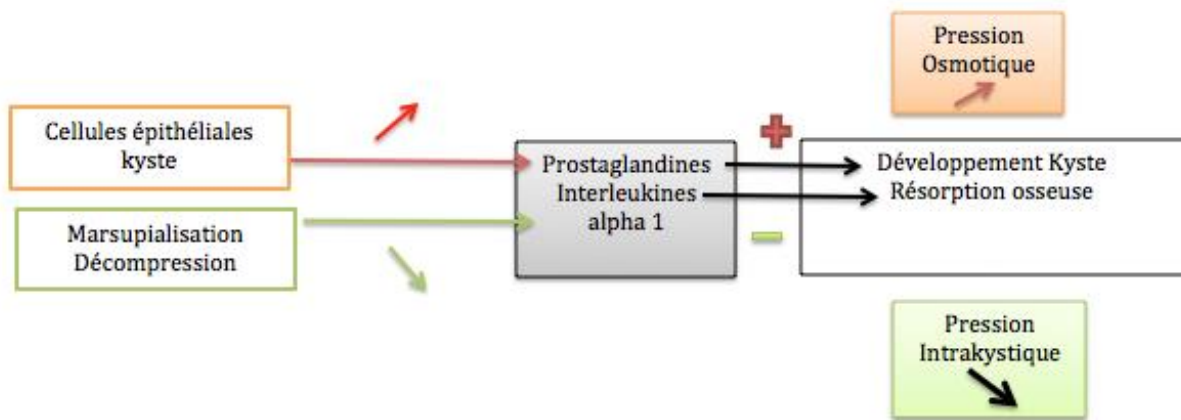 Pression
Osmotique
Cellules épithéliales
kyste
Prostaglandines
Interleukines
alpha 1
Développement Kyste
Résorption osseuse
Marsupialisation
Décompression
Pression
Intrakystique